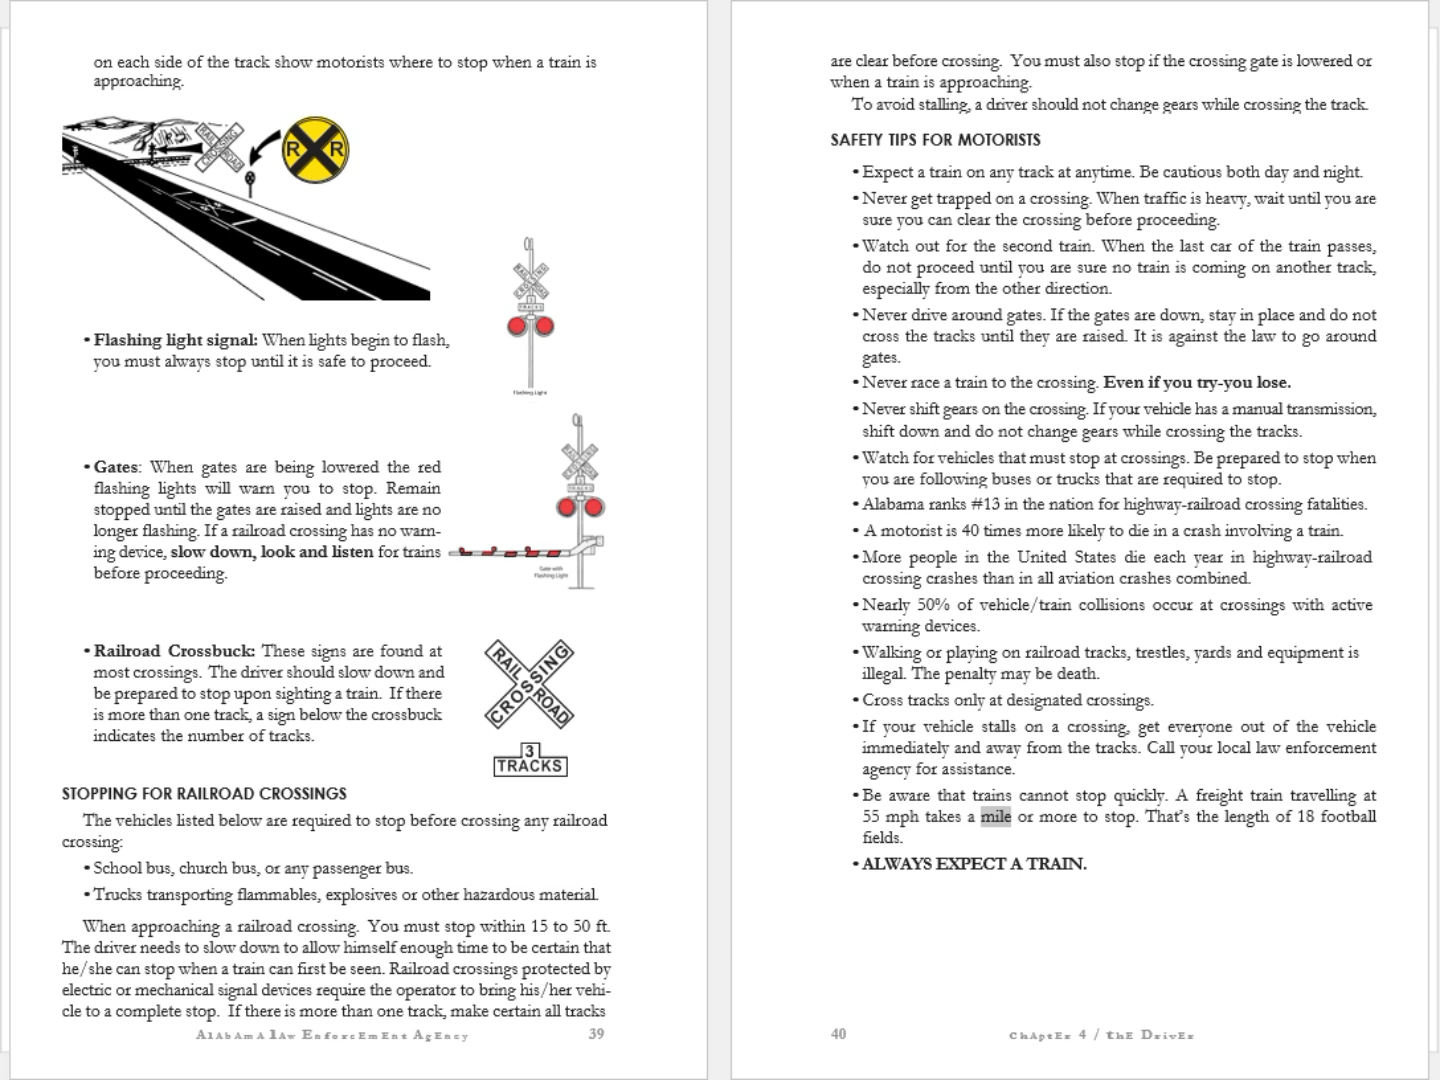 on each side of the track show motorists where to stop when a train is
approaching.
RAIL
CROSSING
ROAD
R R
RAIL
CROSSING
ROAD
3
TRACKS
Flashing Light
• Flashing light signal: When lights begin to flash,
you must always stop until it is safe to proceed.
RAIL
CROSSING
ROAD
TRACKS
Gate with
Flashing Light
• Gates: When gates are being lowered the red
flashing lights will warn you to stop. Remain
stopped until the gates are raised and lights are no
longer flashing. If a railroad crossing has no warn-
ing device, slow down, look and listen for trains
before proceeding.
• Railroad Crossbuck: These signs are found at
most crossings. The driver should slow down and
be prepared to stop upon sighting a train. If there
is more than one track, a sign below the crossbuck
indicates the number of tracks.
RAIL
CROSSING
ROAD
3
TRACKS
STOPPING FOR RAILROAD CROSSINGS
The vehicles listed below are required to stop before crossing any railroad
crossing:
• School bus, church bus, or any passenger bus.
• Trucks transporting flammables, explosives or other hazardous material.
When approaching a railroad crossing. You must stop within 15 to 50 ft.
The driver needs to slow down to allow himself enough time to be certain that
he/she can stop when a train can first be seen. Railroad crossings protected by
electric or mechanical signal devices require the operator to bring his/her vehi-
cle to a complete stop. If there is more than one track, make certain all tracks
AlAbAmA lAw EnforcEmEnt AgEncy 39
are clear before crossing. You must also stop if the crossing gate is lowered or
when a train is approaching.
To avoid stalling, a driver should not change gears while crossing the track.
SAFETY TIPS FOR MOTORISTS
• Expect a train on any track at anytime. Be cautious both day and night.
• Never get trapped on a crossing. When traffic is heavy, wait until you are
sure you can clear the crossing before proceeding.
• Watch out for the second train. When the last car of the train passes,
do not proceed until you are sure no train is coming on another track,
especially from the other direction.
• Never drive around gates. If the gates are down, stay in place and do not
cross the tracks until they are raised. It is against the law to go around
gates.
• Never race a train to the crossing. Even if you try-you lose.
• Never shift gears on the crossing. If your vehicle has a manual transmission,
shift down and do not change gears while crossing the tracks.
• Watch for vehicles that must stop at crossings. Be prepared to stop when
you are following buses or trucks that are required to stop.
• Alabama ranks #13 in the nation for highway-railroad crossing fatalities.
• A motorist is 40 times more likely to die in a crash involving a train.
• More people in the United States die each year in highway-railroad
crossing crashes than in all aviation crashes combined.
• Nearly 50% of vehicle/train collisions occur at crossings with active
warning devices.
• Walking or playing on railroad tracks, trestles, yards and equipment is
illegal. The penalty may be death.
• Cross tracks only at designated crossings.
• If your vehicle stalls on a crossing, get everyone out of the vehicle
immediately and away from the tracks. Call your local law enforcement
agency for assistance.
• Be aware that trains cannot stop quickly. A freight train travelling at
55 mph takes a mile or more to stop. That's the length of 18 football
fields.
• ALWAYS EXPECT A TRAIN.
40 chAptEr 4 / thE DrivEr